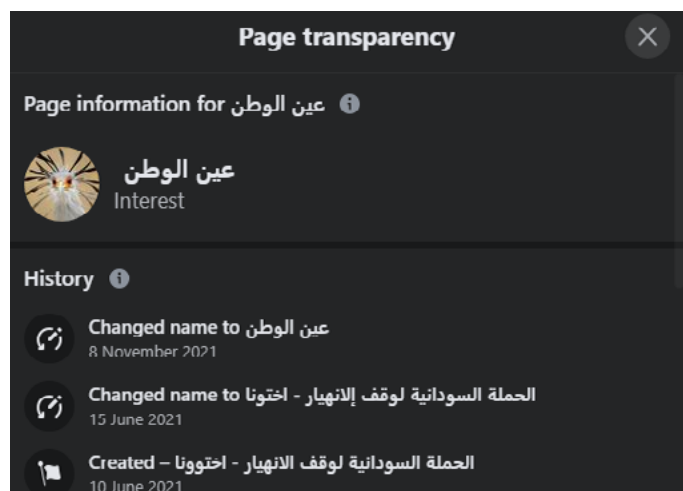 Page transparency
Page information for عين الوطن
عين الوطن
Interest
History
Changed name to عين الوطن
8 November 2021
Changed name to الحملة السودانية لوقف إلانهيار - اختونا
15 June 2021
Created – الحملة السودانية لوقف الانهيار - اختوونا
10 June 2021